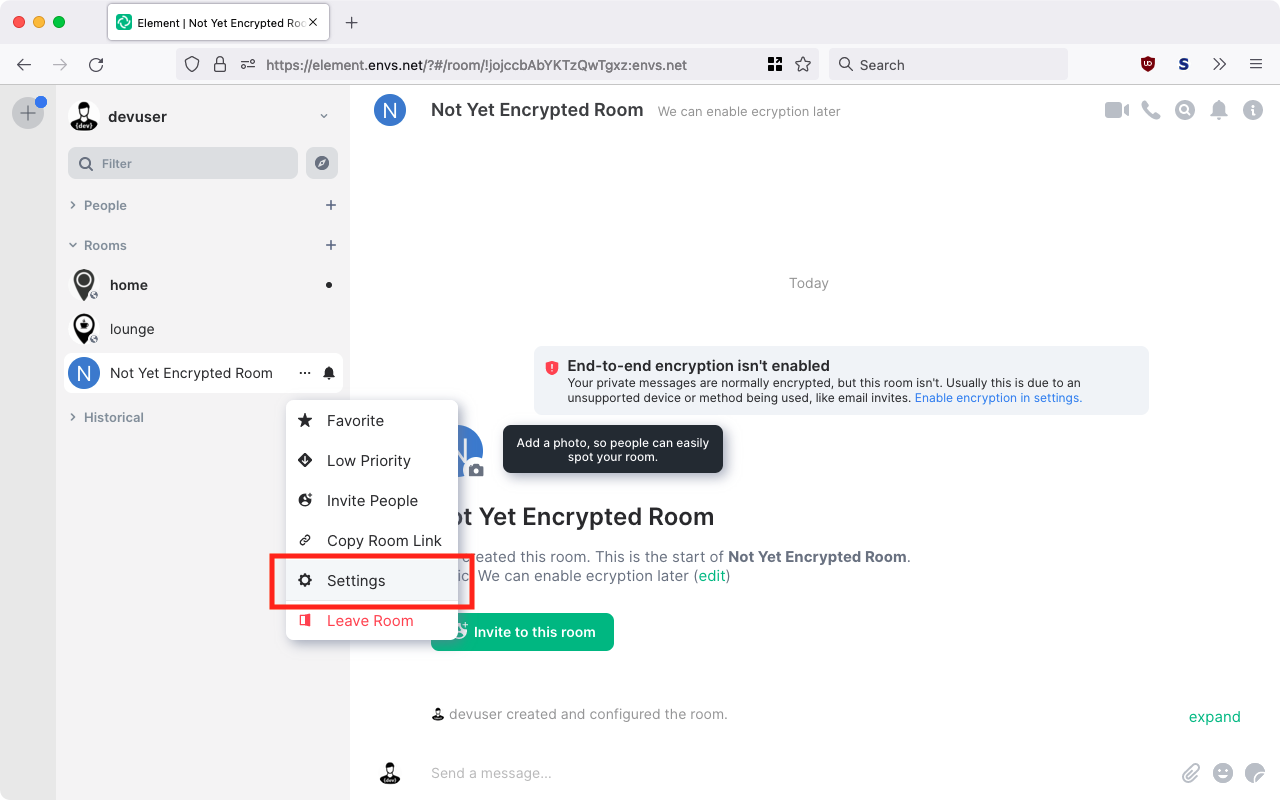 Element | Not Yet Encrypted Roo
https://element.envs.net/?#/room/!jojccbAbYKTzQwTgxz:envs.net
Search
S
devuser
Filter
People
Rooms
home
lounge
N
Not Yet Encrypted Room
Historical
Favorite
Low Priority
Invite People
Copy Room Link
Settings
Leave Room
N
Not Yet Encrypted Room
We can enable ecryption later
Today
End-to-end encryption isn't enabled
Your private messages are normally encrypted, but this room isn't. Usually this is due to an
unsupported device or method being used, like email invites. Enable encryption in settings.
Add a photo, so people can easily
spot your room.
ot Yet Encrypted Room
created this room. This is the start of Not Yet Encrypted Room.
We can enable ecryption later (edit)
Invite to this room
devuser created and configured the room.
expand
Send a message...